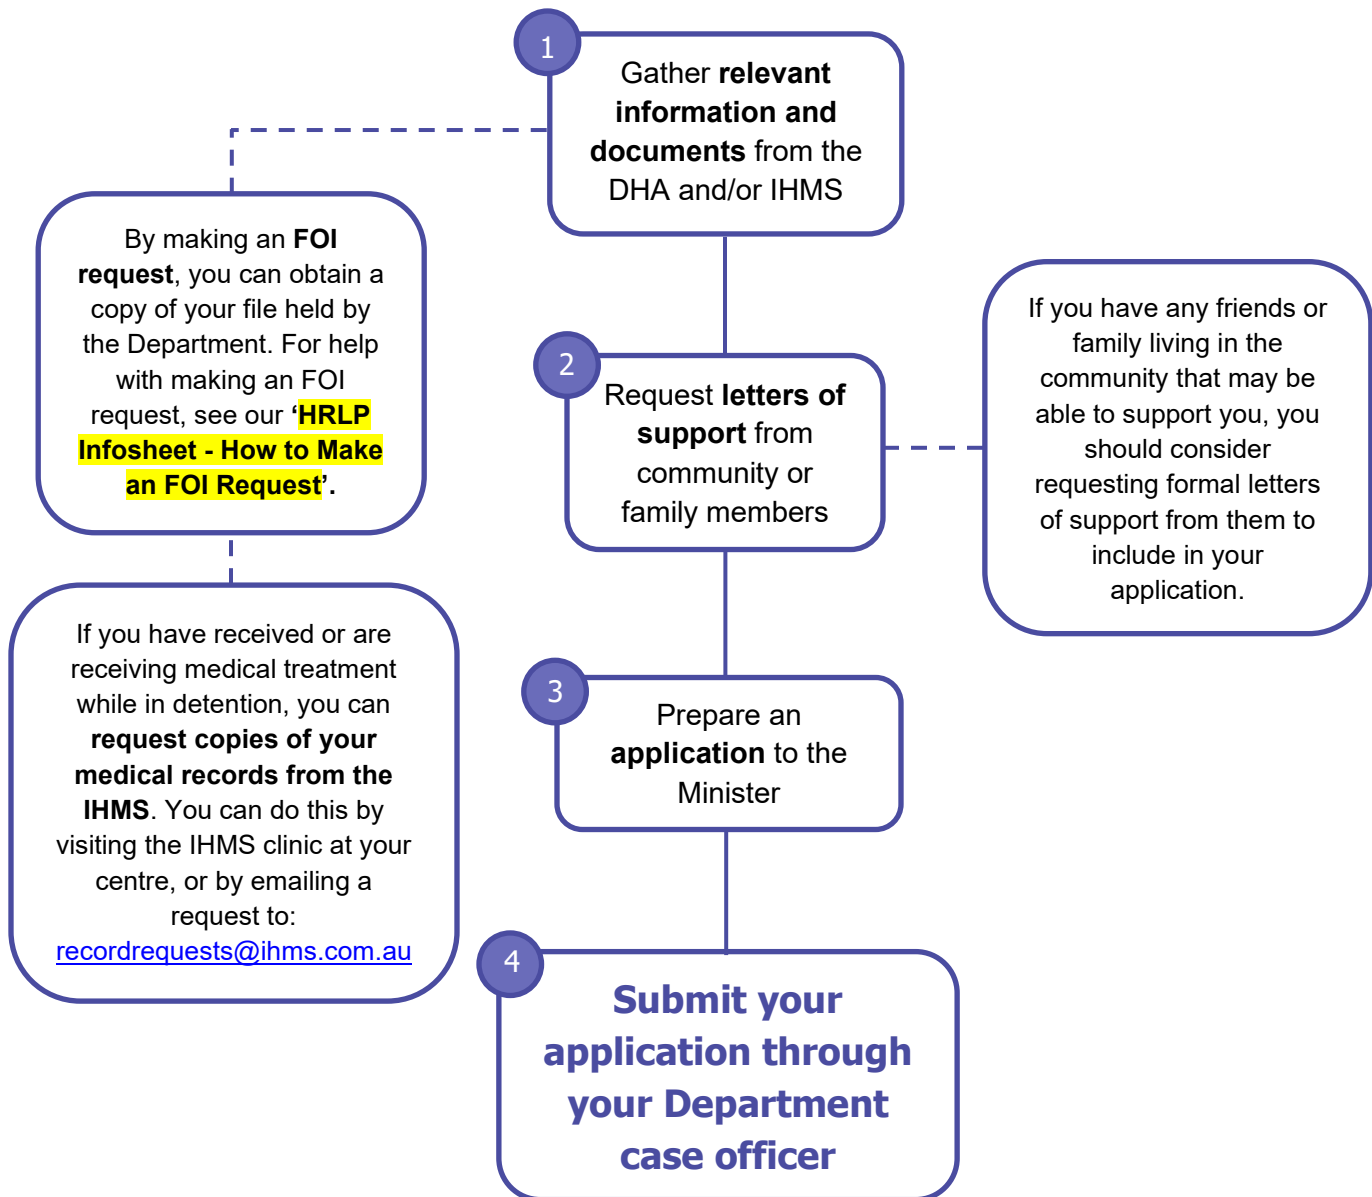 1
Gather relevant
information and
documents from the
DHA and/or IHMS
By making an FOI
request, you can obtain a
copy of your file held by
the Department. For help
with making an FOI
request, see our ‘HRLP
Infosheet - How to Make
an FOI Request’.
If you have received or are
receiving medical treatment
while in detention, you can
request copies of your
medical records from the
IHMS. You can do this by
visiting the IHMS clinic at your
centre, or by emailing a
request to:
recordrequests@ihms.com.au
2
Request letters of
support from
community or
family members
If you have any friends or
family living in the
community that may be
able to support you, you
should consider
requesting formal letters
of support from them to
include in your
application.
3
Prepare an
application to the
Minister
4
Submit your
application through
your Department
case officer